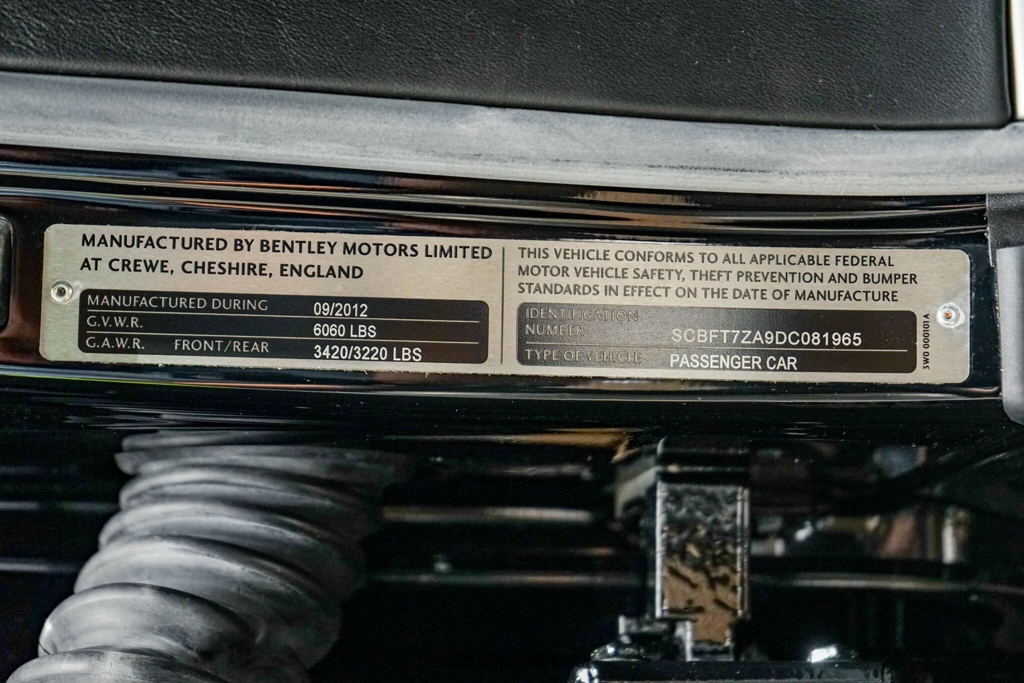 MANUFACTURED BY BENTLEY MOTORS LIMITED
AT CREWE, CHESHIRE, ENGLAND
MANUFACTURED DURING 09/2012
G.V.W.R. 6060 LBS
G.A.W.R. FRONT/REAR 3420/3220 LBS
THIS VEHICLE CONFORMS TO ALL APPLICABLE FEDERAL
MOTOR VEHICLE SAFETY, THEFT PREVENTION AND BUMPER
STANDARDS IN EFFECT ON THE DATE OF MANUFACTURE
IDENTIFICATION
NUMBER SCBFT7ZA9DC081965
TYPE OF VEHICLE PASSENGER CAR
3W0 000101A